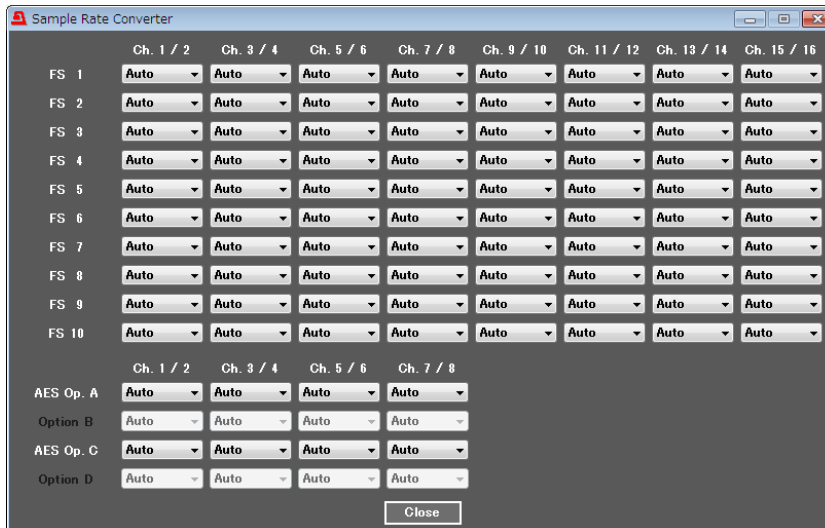 Sample Rate Converter
Ch. 1 / 2 Ch. 3 / 4 Ch. 5 / 6 Ch. 7 / 8 Ch. 9 / 10 Ch. 11 / 12 Ch. 13 / 14 Ch. 15 / 16
FS 1 Auto Auto Auto Auto Auto Auto Auto Auto
FS 2 Auto Auto Auto Auto Auto Auto Auto Auto
FS 3 Auto Auto Auto Auto Auto Auto Auto Auto
FS 4 Auto Auto Auto Auto Auto Auto Auto Auto
FS 5 Auto Auto Auto Auto Auto Auto Auto Auto
FS 6 Auto Auto Auto Auto Auto Auto Auto Auto
FS 7 Auto Auto Auto Auto Auto Auto Auto Auto
FS 8 Auto Auto Auto Auto Auto Auto Auto Auto
FS 9 Auto Auto Auto Auto Auto Auto Auto Auto
FS 10 Auto Auto Auto Auto Auto Auto Auto Auto
Ch. 1 / 2 Ch. 3 / 4 Ch. 5 / 6 Ch. 7 / 8
AES Op. A Auto Auto Auto Auto
Option B Auto Auto Auto Auto
AES Op. C Auto Auto Auto Auto
Option D Auto Auto Auto Auto
Close